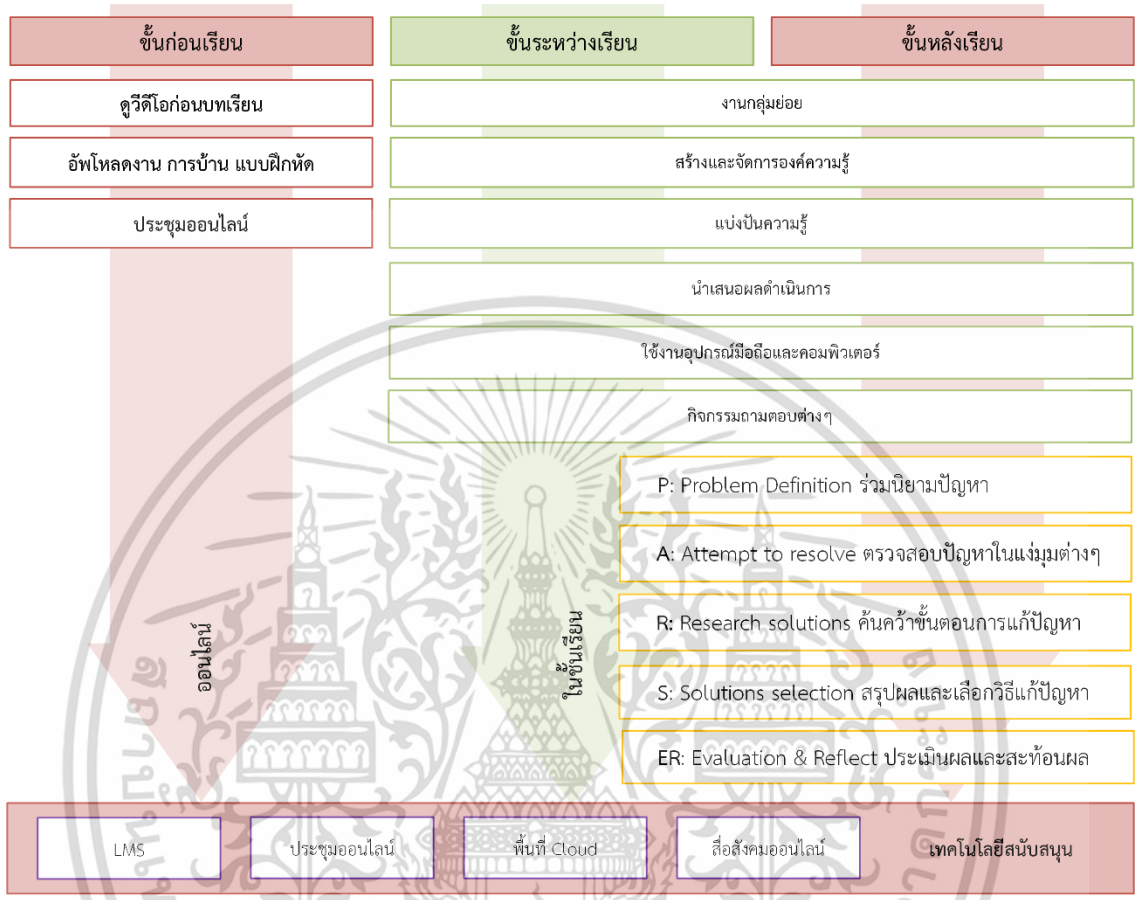 ขั้นก่อนเรียน
ขั้นระหว่างเรียน
ขั้นหลังเรียน
ดูวีดีโอก่อนบทเรียน
งานกลุ่มย่อย
อัพโหลดงาน การบ้าน แบบฝึกหัด
สร้างและจัดการองค์ความรู้
ประชุมออนไลน์
แบ่งปันความรู้
นำเสนอผลดำเนินการ
ใช้งานอุปกรณ์มือถือและคอมพิวเตอร์
กิจกรรมถามตอบต่างๆ
P: Problem Definition ร่วมนิยามปัญหา
A: Attempt to resolve ตรวจสอบปัญหาในแง่มุมต่างๆ
R: Research solutions ค้นคว้าขั้นตอนการแก้ปัญหา
S: Solutions selection สรุปผลและเลือกวิธีแก้ปัญหา
ER: Evaluation & Reflect ประเมินผลและสะท้อนผล
ออนไลน์
ในชั้นเรียน
LMS
ประชุมออนไลน์
พื้นที่ Cloud
สื่อสังคมออนไลน์
เทคโนโลยีสนับสนุน